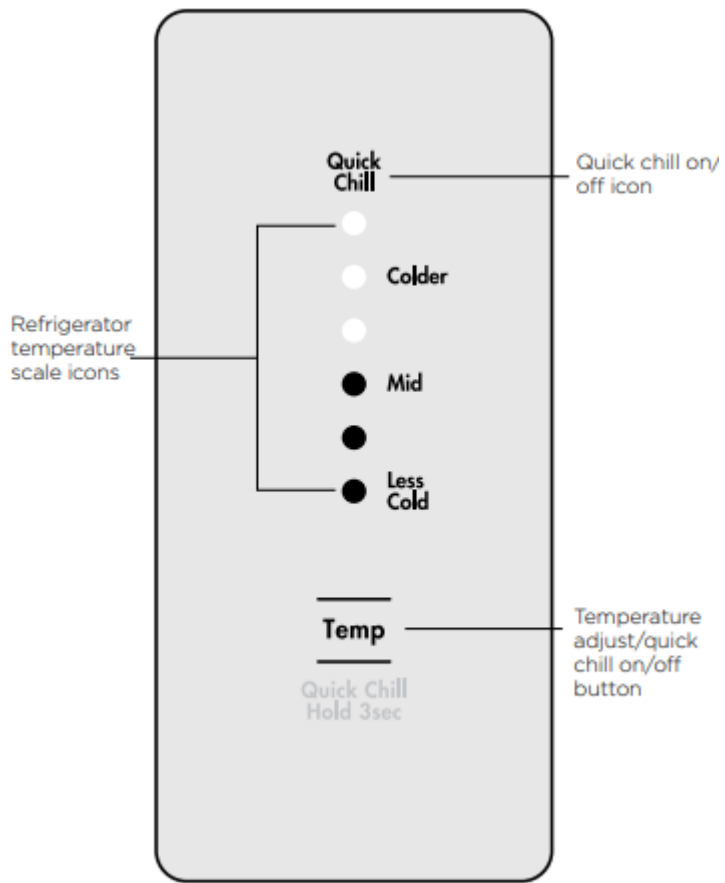 Quick
Chill
Quick chill on/
off icon
Colder
Refrigerator
temperature
scale icons
Mid
Less
Cold
Temp
Temperature
adjust/quick
chill on/off
button
Quick Chill
Hold 3sec